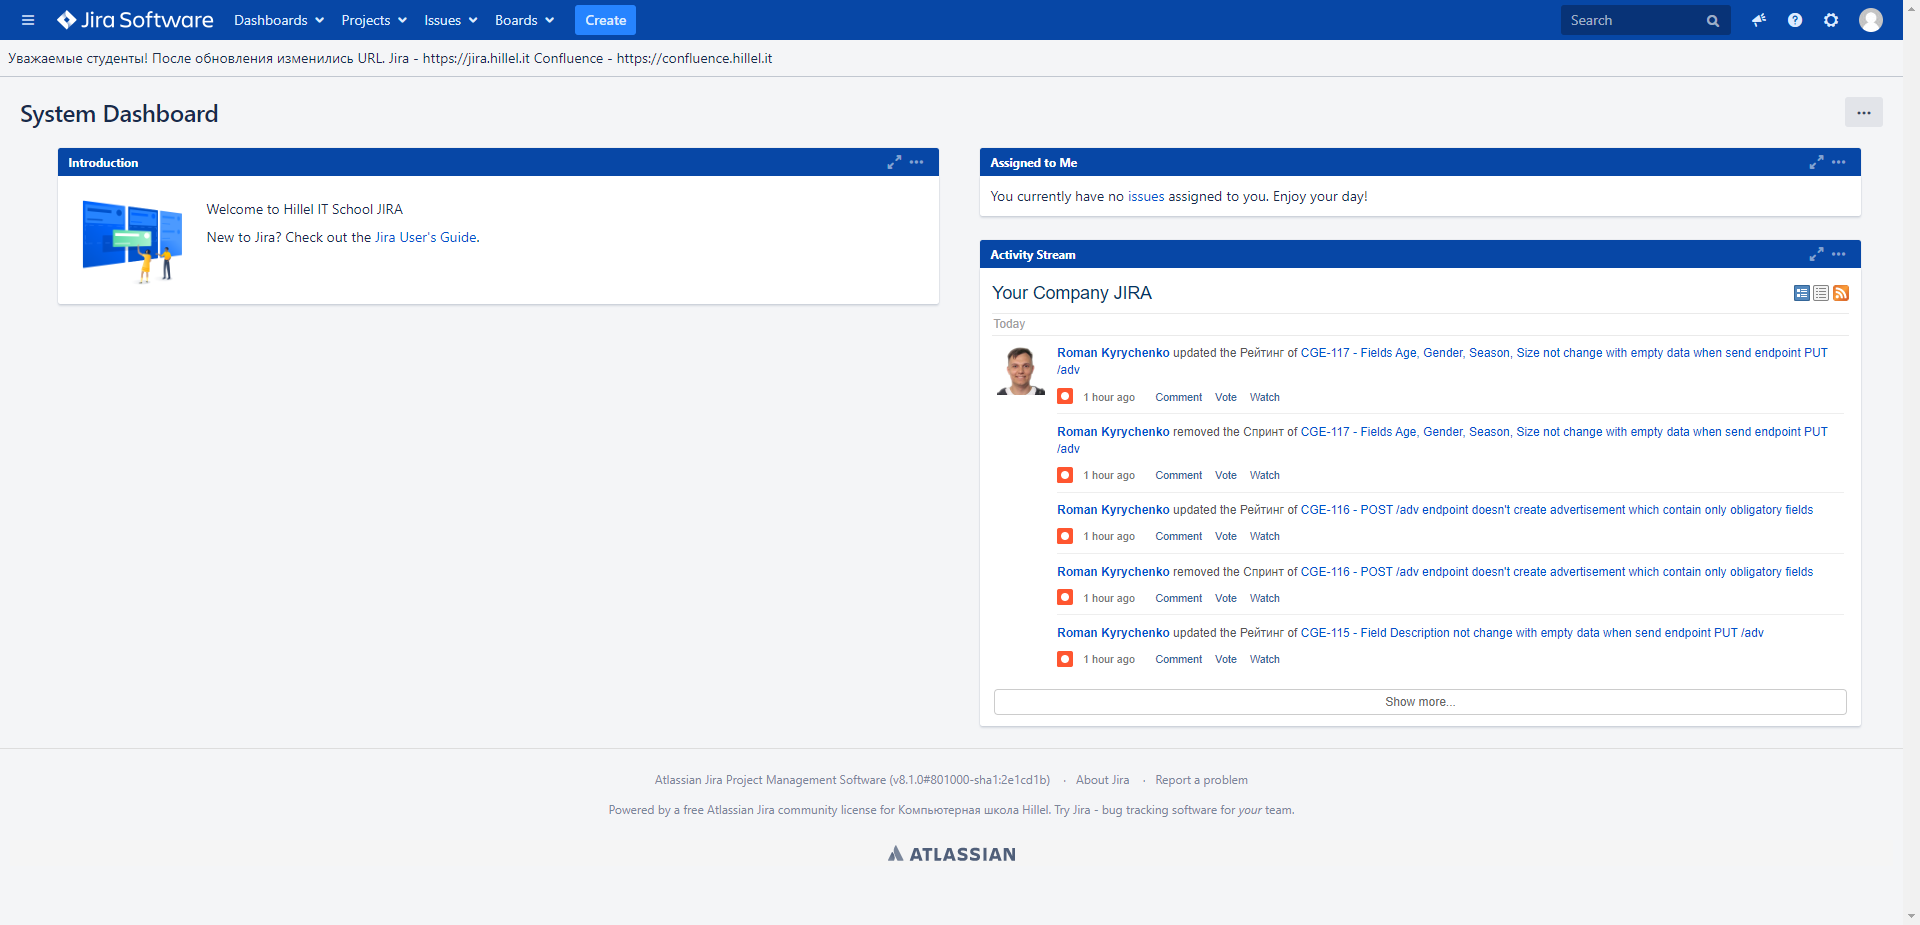 Jira Software Dashboards Projects Issues Boards Create Search
Уважаемые студенты! После обновления изменились URL. Jira - https://jira.hillel.it Confluence - https://confluence.hillel.it
System Dashboard
Introduction
Welcome to Hillel IT School JIRA
New to Jira? Check out the Jira User's Guide.
Assigned to Me
You currently have no issues assigned to you. Enjoy your day!
Activity Stream
Your Company JIRA
Today
Roman Kyrychenko updated the Рейтинг of CGE-117 - Fields Age, Gender, Season, Size not change with empty data when send endpoint PUT
/adv
1 hour ago Comment Vote Watch
Roman Kyrychenko removed the Спринт of CGE-117 - Fields Age, Gender, Season, Size not change with empty data when send endpoint PUT
/adv
1 hour ago Comment Vote Watch
Roman Kyrychenko updated the Рейтинг of CGE-116 - POST /adv endpoint doesn't create advertisement which contain only obligatory fields
1 hour ago Comment Vote Watch
Roman Kyrychenko removed the Спринт of CGE-116 - POST /adv endpoint doesn't create advertisement which contain only obligatory fields
1 hour ago Comment Vote Watch
Roman Kyrychenko updated the Рейтинг of CGE-115 - Field Description not change with empty data when send endpoint PUT /adv
1 hour ago Comment Vote Watch
Show more...
Atlassian Jira Project Management Software (v8.1.0#801000-sha1:2e1cd1b) · About Jira · Report a problem
Powered by a free Atlassian Jira community license for Компьютерная школа Hillel. Try Jira - bug tracking software for your team.
ATLASSIAN